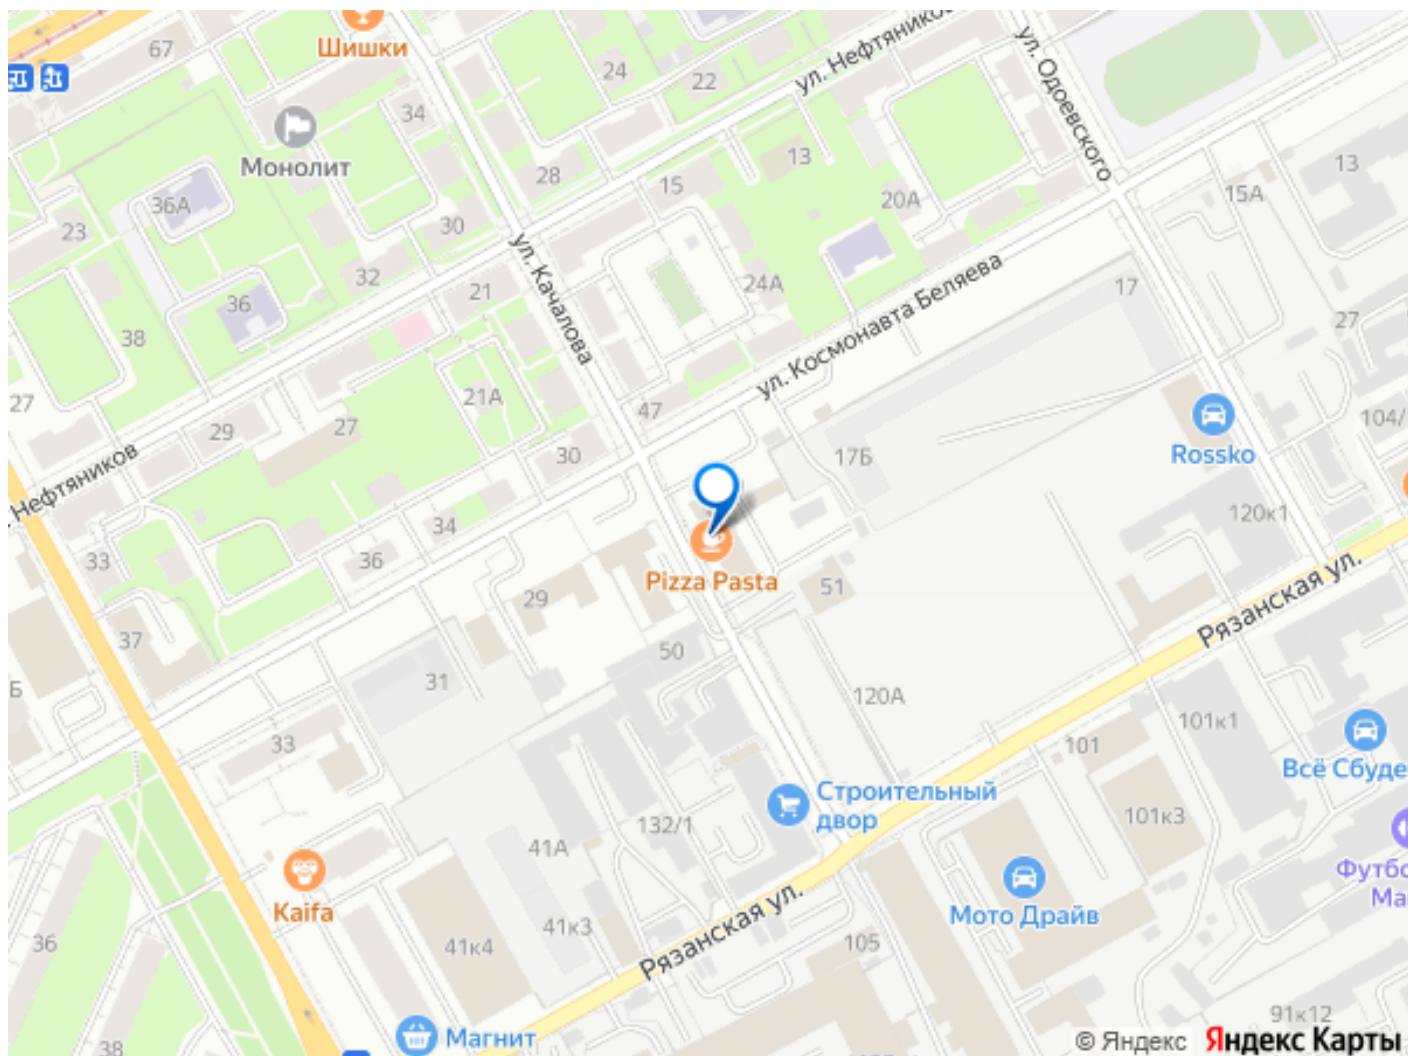 Шишки
67
24
22
ул. Нефтяников
ул. Одоевского
34
Монолит
28
15
13
20А
13
15А
36А
23
30
32
36
38
21
ул. Качалова
24А
ул. Космонавта Беляева
17
27
27
29
27
21А
47
30
17Б
Rossko
104/
Нефтяников
33
34
36
37
29
Pizza Pasta
51
120к1
Рязанская ул.
Б
31
50
120А
33
101
101к1
Всё Сбуде
Строительный
двор
132/1
41А
101к3
Kaifa
Мото Драйв
Футбо
Ма
36
41к4
41к3
Рязанская ул.
105
38
Магнит
91к12
© Яндекс Яндекс Карты